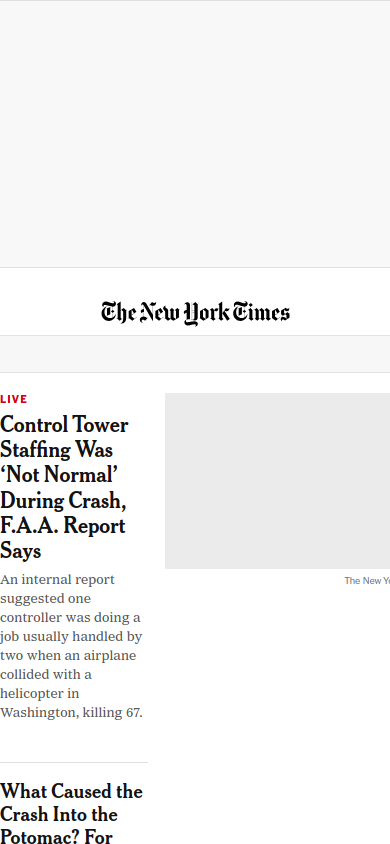 The New York Times
LIVE
Control Tower
Staffing Was
‘Not Normal’
During Crash,
F.A.A. Report
Says
An internal report
suggested one
controller was doing a
job usually handled by
two when an airplane
collided with a
helicopter in
Washington, killing 67.
The New
What Caused the
Crash Into the
Potomac? For